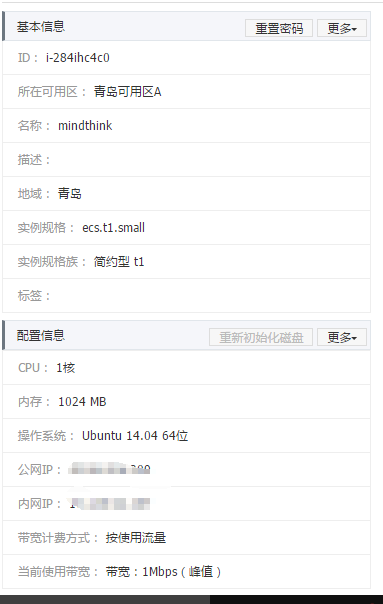 基本信息 重置密码 更多
ID： i-284ihc4c0
所在可用区： 青岛可用区A
名称： mindthink
描述：
地域： 青岛
实例规格： ecs.t1.small
实例规格族： 简约型 t1
标签：
配置信息 重新初始化磁盘 更多
CPU： 1核
内存： 1024 MB
操作系统： Ubuntu 14.04 64位
公网IP：
内网IP：
带宽计费方式： 按使用流量
当前使用带宽： 带宽：1Mbps（峰值）